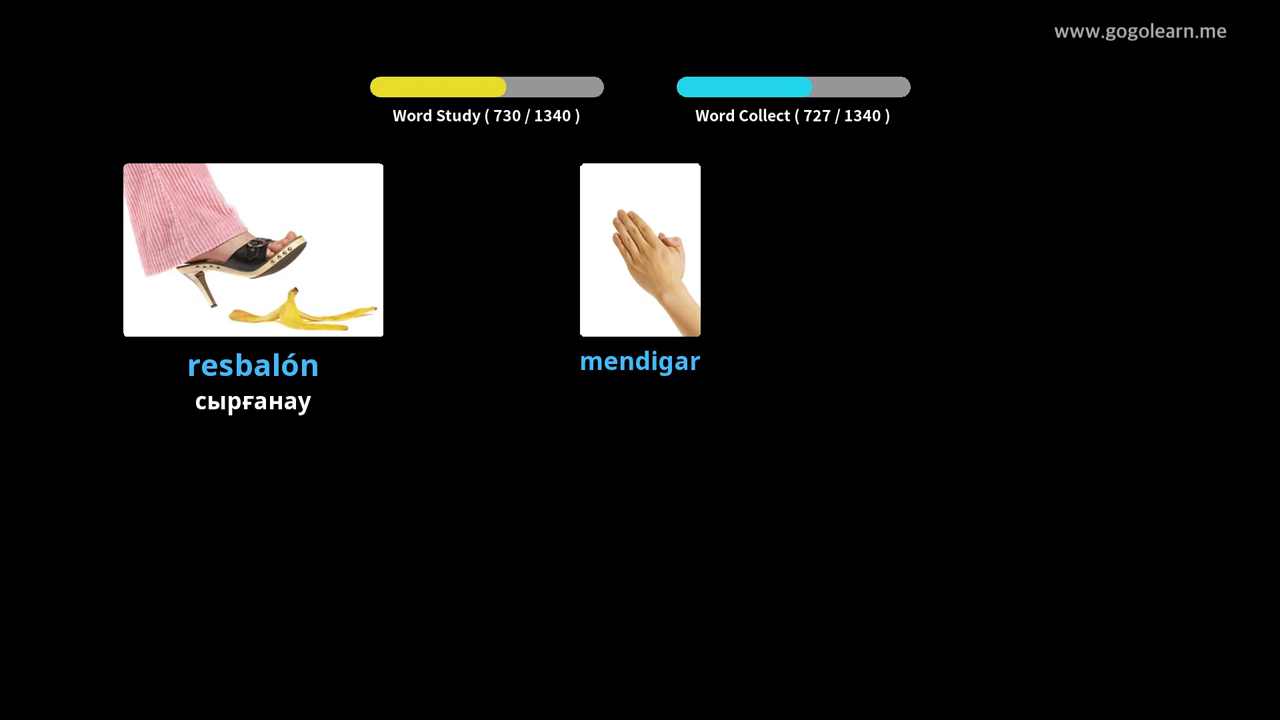 www.gogolearn.me
Word Study ( 730 / 1340 )
Word Collect ( 727 / 1340 )
resbalón
сырғанау
mendigar